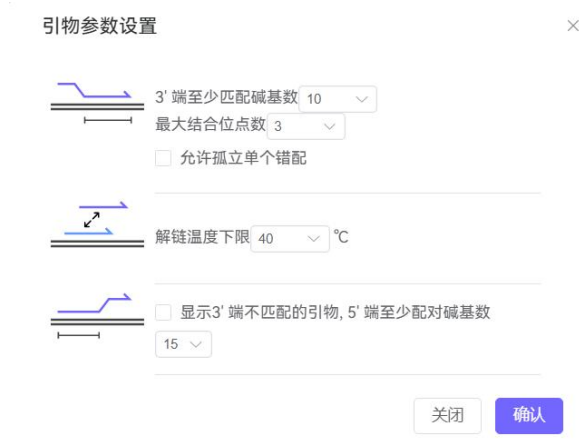 引物参数设置
3' 端至少匹配碱基数 10
最大结合位点数 3
允许孤立单个错配
解链温度下限 40 ℃
显示3' 端不匹配的引物, 5' 端至少配对碱基数
15
关闭 确认